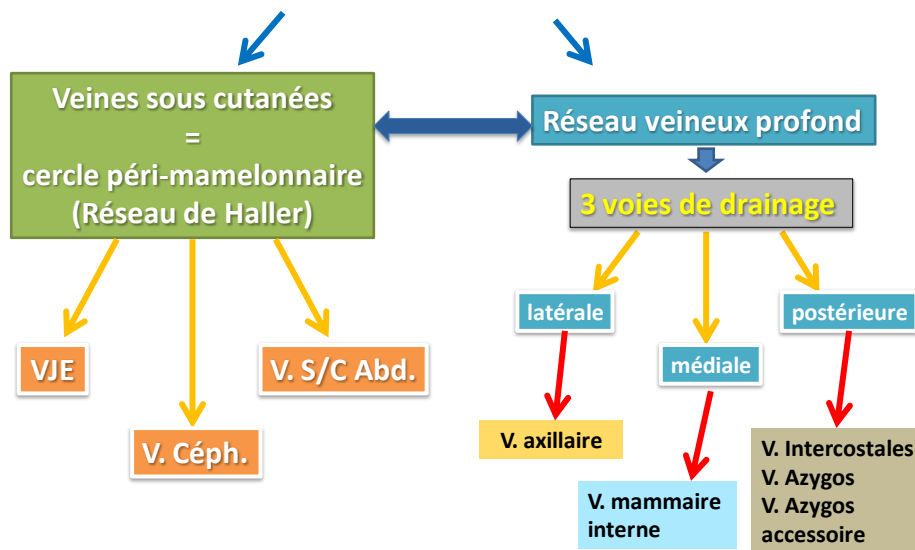 Veines sous cutanées
=
cercle péri-mamelonnaire
(Réseau de Haller)
VJE
V. Céph.
V. S/C Abd.
Réseau veineux profond
3 voies de drainage
latérale
médiale
postérieure
V. axillaire
V. mammaire
interne
V. Intercostales
V. Azygos
V. Azygos
accessoire